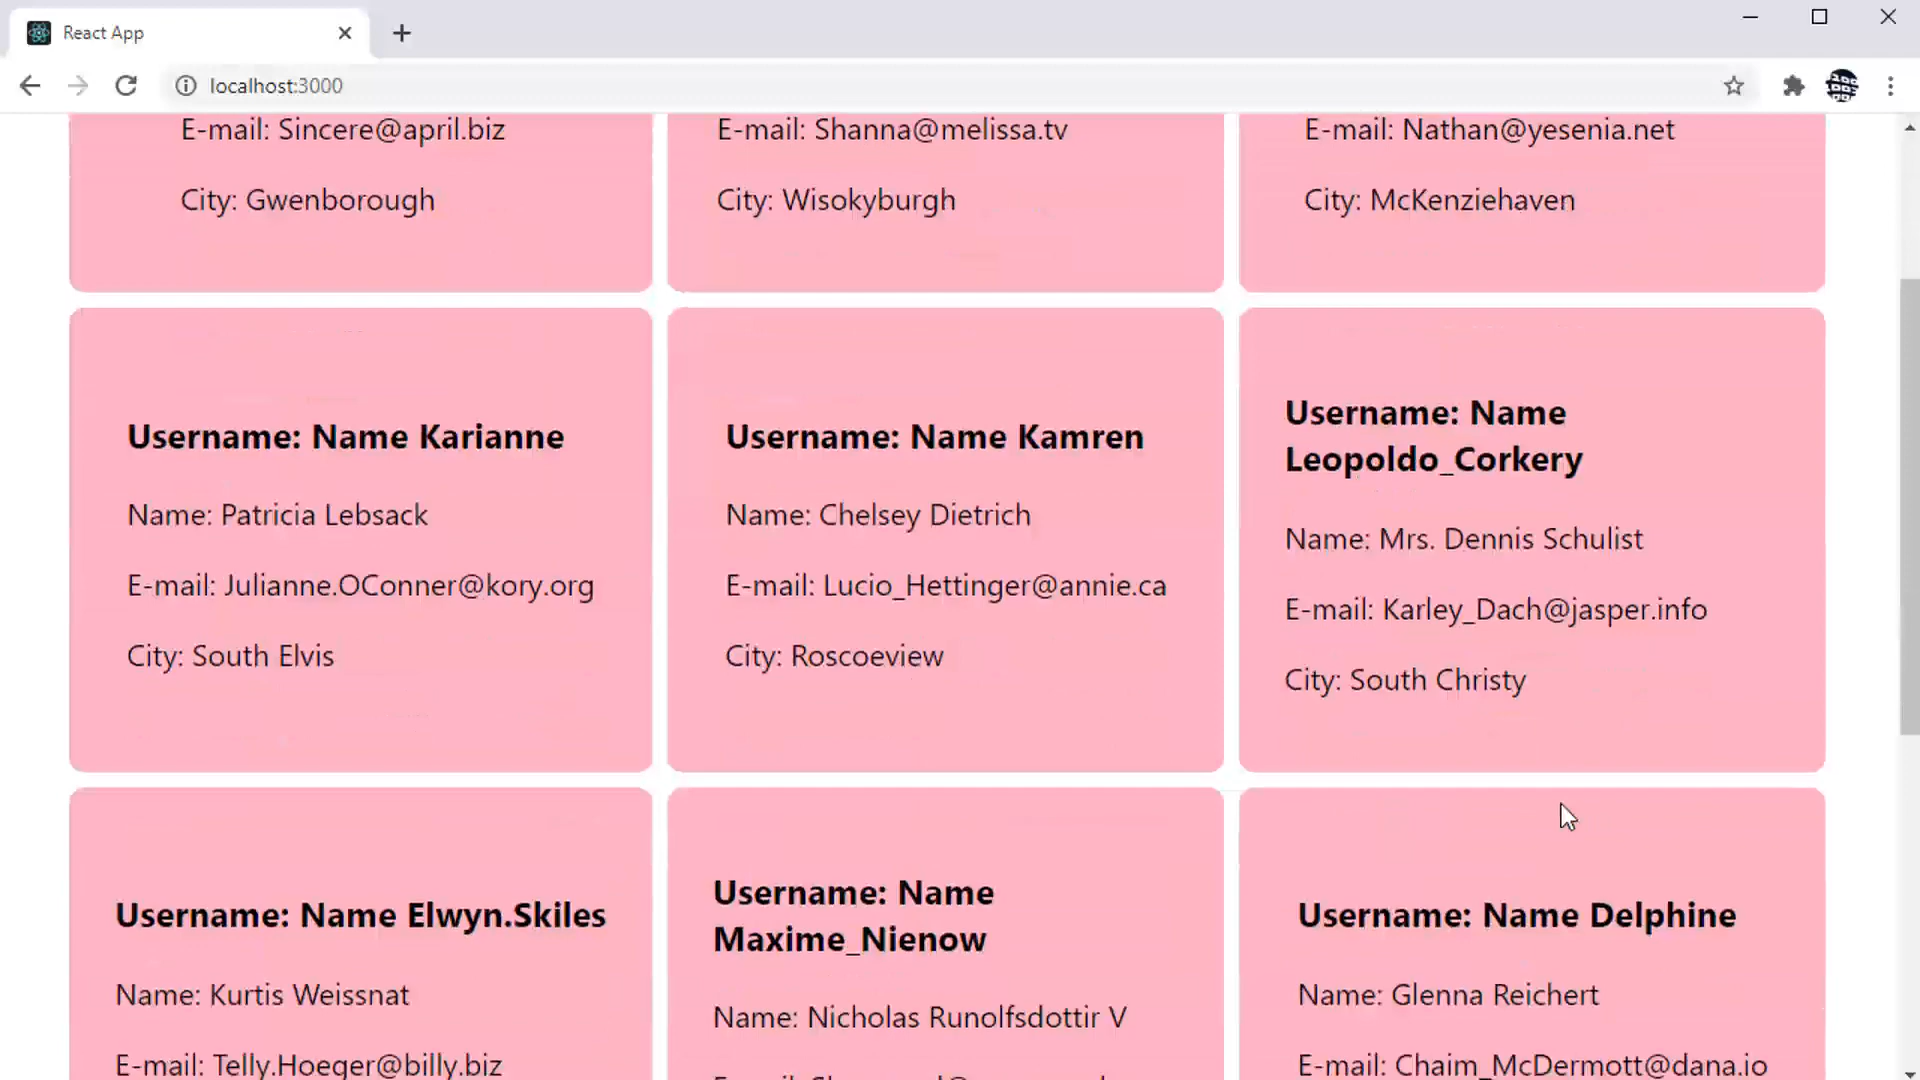 React App
localhost:3000
E-mail: Sincere@april.biz
City: Gwenborough
E-mail: Shanna@melissa.tv
City: Wisokyburgh
E-mail: Nathan@yesenia.net
City: McKenziehaven
Username: Name Karianne
Name: Patricia Lebsack
E-mail: Julianne.OConner@kory.org
City: South Elvis
Username: Name Kamren
Name: Chelsey Dietrich
E-mail: Lucio_Hettinger@annie.ca
City: Roscoeview
Username: Name
Leopoldo_Corkery
Name: Mrs. Dennis Schulist
E-mail: Karley_Dach@jasper.info
City: South Christy
Username: Name Elwyn.Skiles
Name: Kurtis Weissnat
E-mail: Telly.Hoeger@billy.biz
Username: Name
Maxime_Nienow
Name: Nicholas Runolfsdottir V
Username: Name Delphine
Name: Glenna Reichert
E-mail: Chaim_McDermott@dana.io